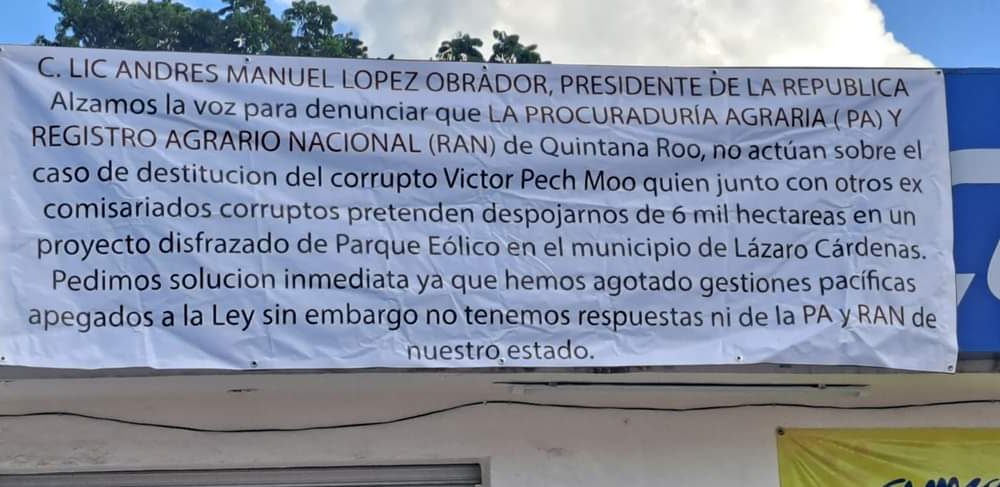 C. LIC ANDRES MANUEL LOPEZ OBRADOR, PRESIDENTE DE LA REPUBLICA
Alzamos la voz para denunciar que LA PROCURADURÍA AGRARIA ( PA) Y
REGISTRO AGRARIO NACIONAL (RAN) de Quintana Roo, no actúan sobre el
caso de destitucion del corrupto Victor Pech Moo quien junto con otros ex
comisariados corruptos pretenden despojarnos de 6 mil hectareas en un
proyecto disfrazado de Parque Eólico en el municipio de Lázaro Cárdenas.
Pedimos solucion inmediata ya que hemos agotado gestiones pacíficas
apegados a la Ley sin embargo no tenemos respuestas ni de la PA y RAN de
nuestro estado.